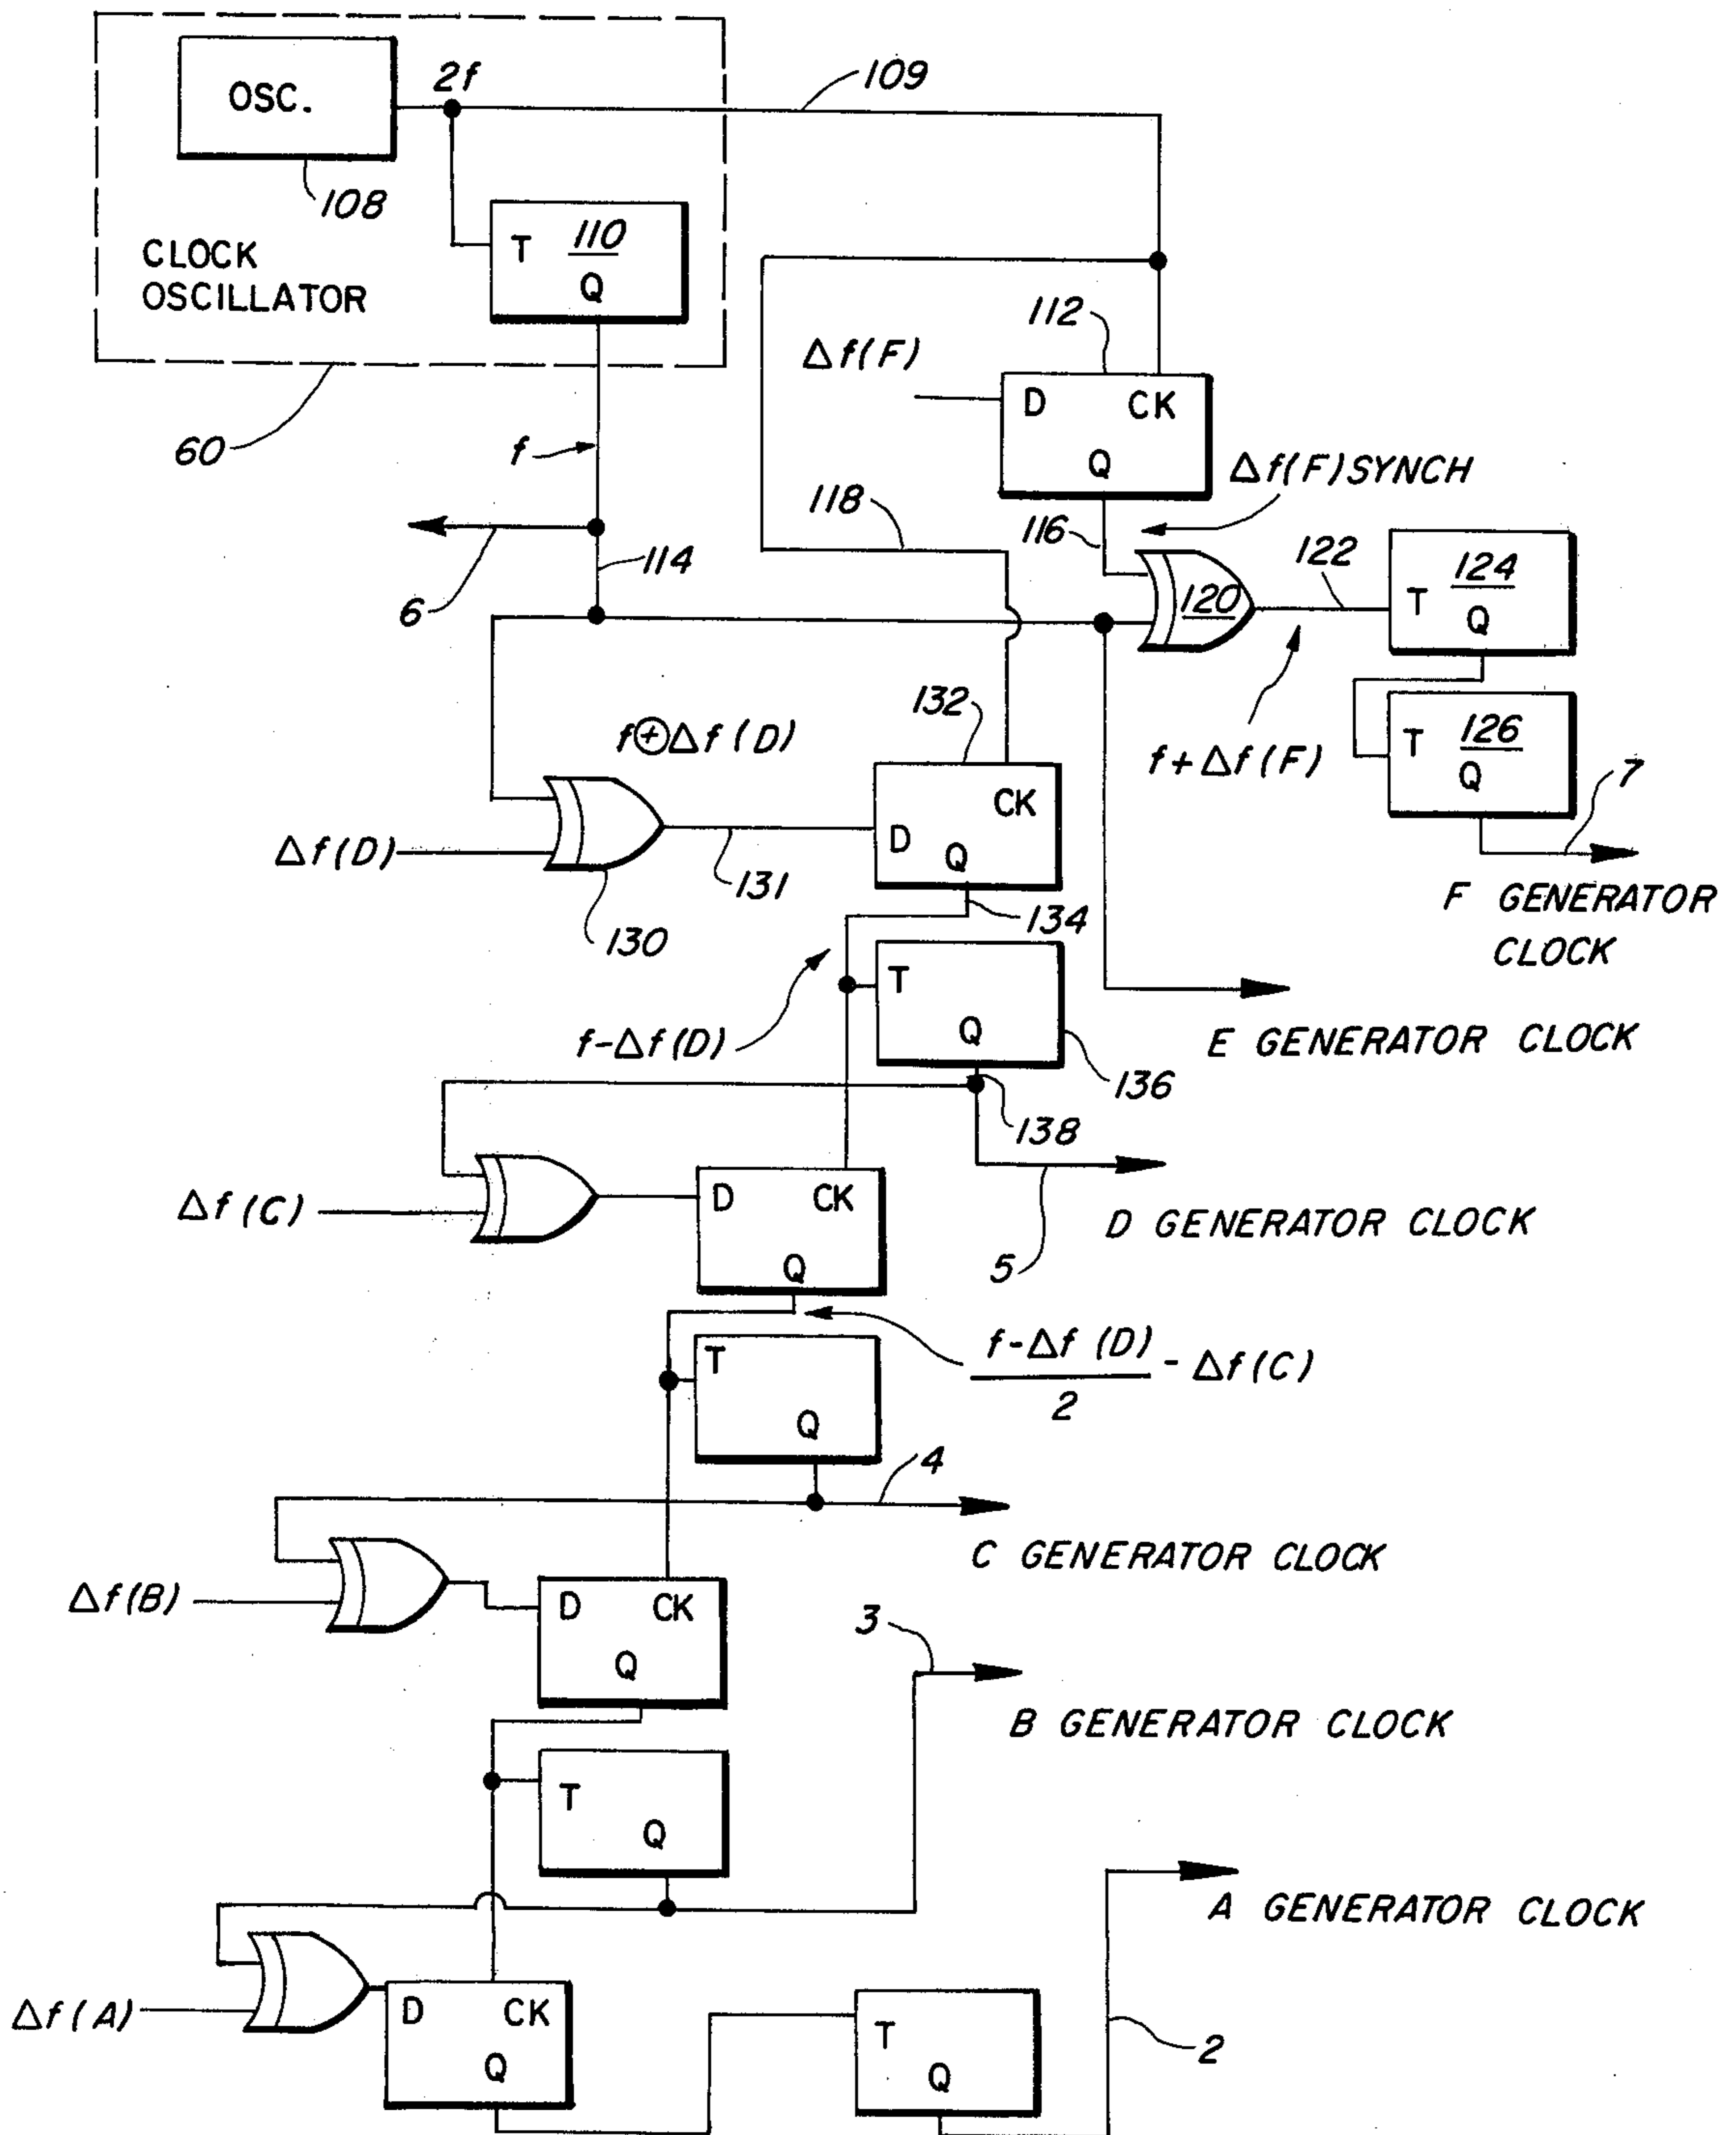 OSC.
2f
109
108
T 110
Q
CLOCK
OSCILLATOR
60
112
Δf(F)
D CK
Q
f
Δf(F)SYNCH
118
116
122
T 124
Q
6
114
120
132
f⊕Δf(D)
f+Δf(F)
T 126
Q
7
CK
D Q
Δf(D)
131
130
134
F GENERATOR
CLOCK
T
Q
f-Δf(D)
E GENERATOR CLOCK
136
138
Δf(C)
D CK
Q
D GENERATOR CLOCK
5
f-Δf(D)
2
- Δf(C)
T
Q
4
C GENERATOR CLOCK
Δf(B)
D CK
Q
3
B GENERATOR CLOCK
T
Q
A GENERATOR CLOCK
Δf(A)
D CK
Q
T
Q
2